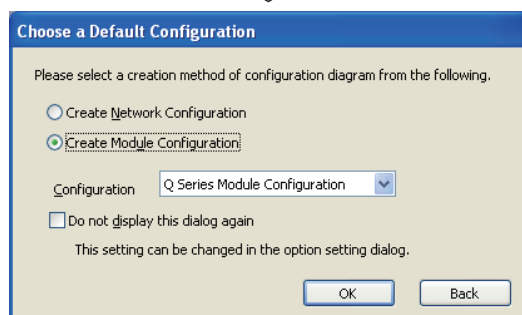 Choose a Default Configuration
Please select a creation method of configuration diagram from the following.
Create Network Configuration
Create Module Configuration
Configuration Q Series Module Configuration
Do not display this dialog again
This setting can be changed in the option setting dialog.
OK Back